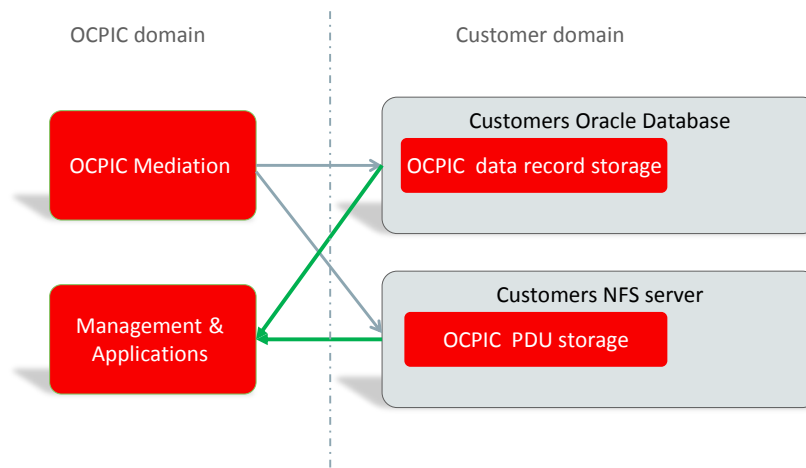 OCPIC domain
Customer domain
OCPIC Mediation
Customers Oracle Database
OCPIC  data record storage
Management &
Applications
Customers NFS server
OCPIC  PDU storage